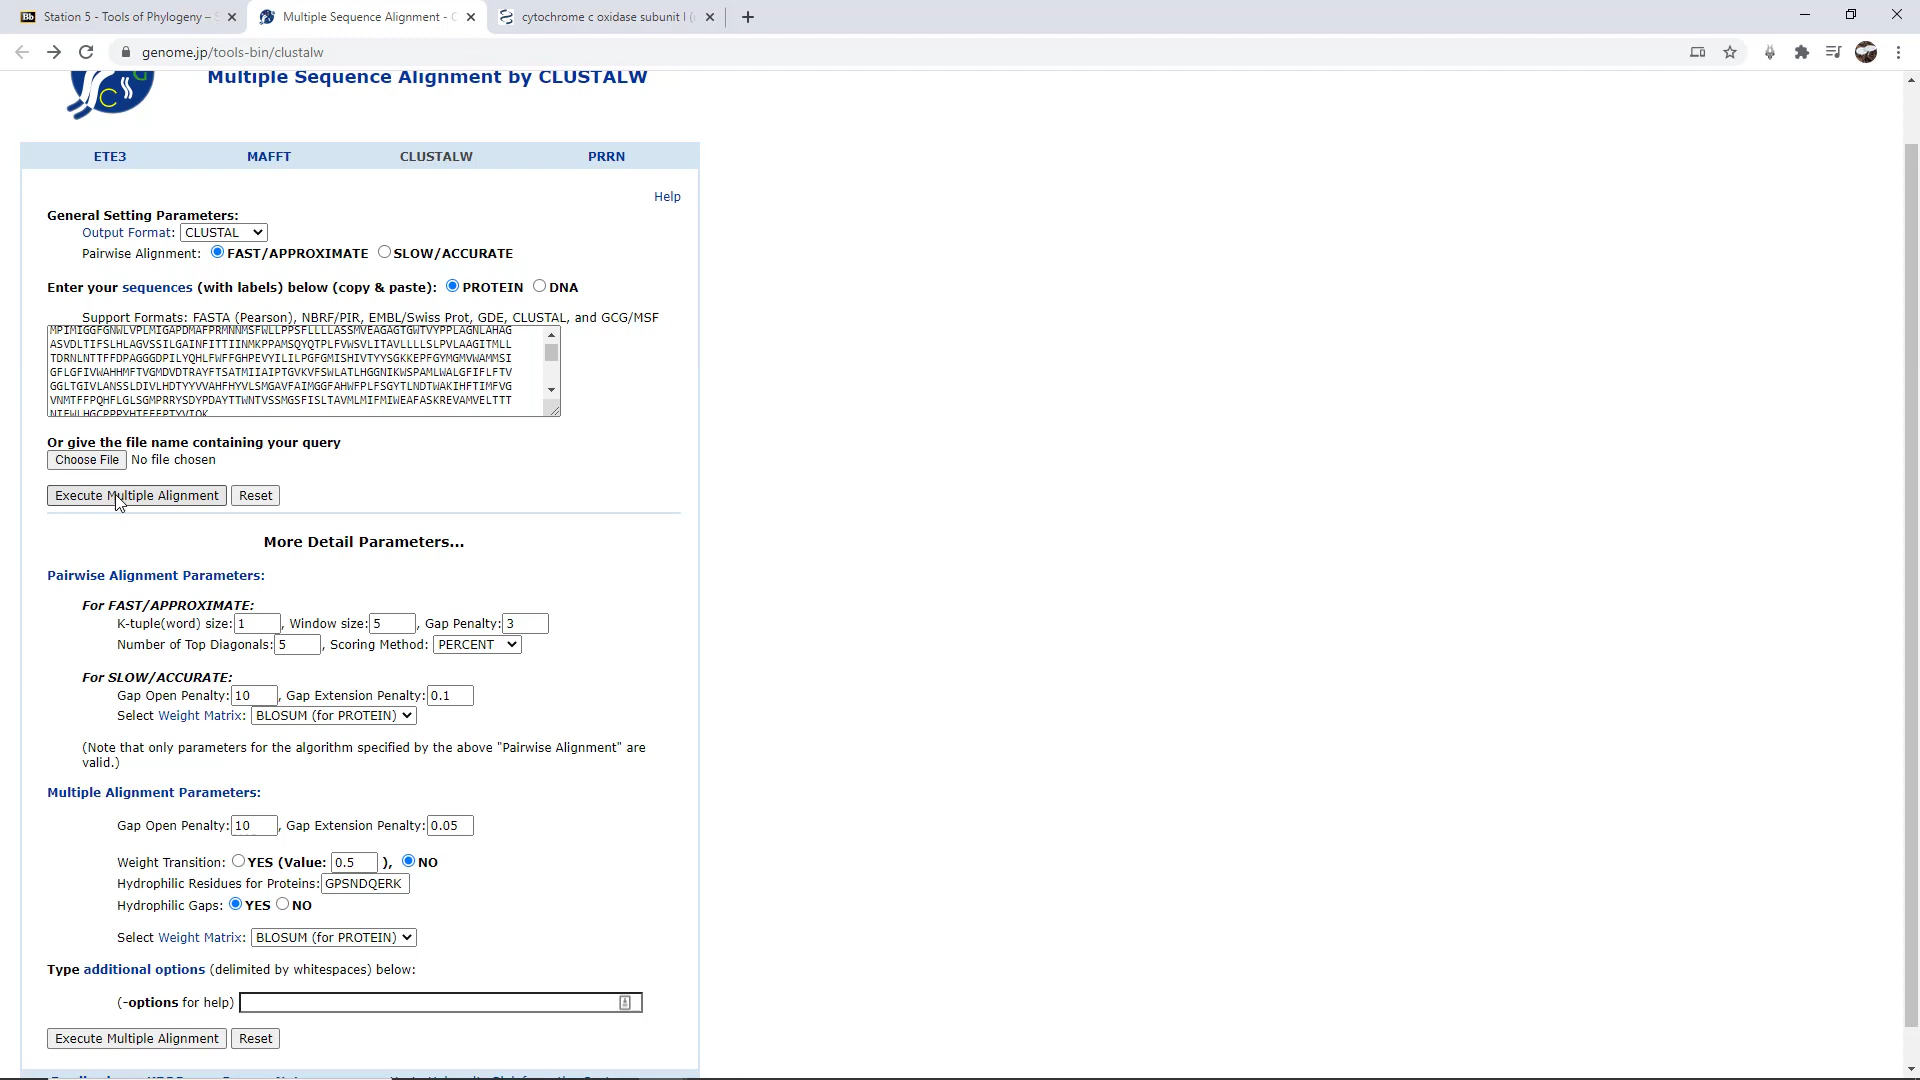 Station 5 - Tools of Phylogeny –
Multiple Sequence Alignment - C
cytochrome c oxidase subunit I (
genome.jp/tools-bin/clustalw
Multiple Sequence Alignment by CLUSTALW
ETE3 MAFFT CLUSTALW PRRN
Help
General Setting Parameters:
Output Format: CLUSTAL
Pairwise Alignment: FAST/APPROXIMATE SLOW/ACCURATE
Enter your sequences (with labels) below (copy & paste): PROTEIN DNA
Support Formats: FASTA (Pearson), NBRF/PIR, EMBL/Swiss Prot, GDE, CLUSTAL, and GCG/MSF
MPIMIGGFGNWLVPLMIGAPDMAFPRMNNMSFWLLPPSFLLLLASSMVEAGAGTGWTVYPPLAGNLAHAG
ASVDLTIFSLHLAGVSSILGAINFITTIINMKPPAMSQYQTPLFVWSVLITAVLLLLSLPVLAAGITMLL
TDRNLNTTFFDPAGGGDPILYQHLFWFFGHPEVYILILPGFGMISHIVTYYSGKKEPFGYMGMVWAMMSI
GFLGFIVWAHHMFTVGMDVDTRAYFTSATMIIAIPTGVKVFSWLATLHGGNIKWSPAMLWALGFIFLFTV
GGLTGIVLANSSLDIVLHDTYYVVAHFHYVLSMGAVFAIMGGFAHWFPLFSGYTLNDTWAKIHFTIMFVG
VNMTFFPQHFLGLSGMPRRYSDYPDAYTTWNTVSSMGSFISLTAVMLMIFMIWEAFASKREVAMVELTTT
NIEWLHGCPPPYHTFEEPTYVIQK
Or give the file name containing your query
Choose File No file chosen
Execute Multiple Alignment Reset
More Detail Parameters...
Pairwise Alignment Parameters:
For FAST/APPROXIMATE:
K-tuple(word) size: 1 , Window size: 5 , Gap Penalty: 3
Number of Top Diagonals: 5 , Scoring Method: PERCENT
For SLOW/ACCURATE:
Gap Open Penalty: 10 , Gap Extension Penalty: 0.1
Select Weight Matrix: BLOSUM (for PROTEIN)
(Note that only parameters for the algorithm specified by the above "Pairwise Alignment" are
valid.)
Multiple Alignment Parameters:
Gap Open Penalty: 10 , Gap Extension Penalty: 0.05
Weight Transition: YES (Value: 0.5 ), NO
Hydrophilic Residues for Proteins: GPSNDQERK
Hydrophilic Gaps: YES NO
Select Weight Matrix: BLOSUM (for PROTEIN)
Type additional options (delimited by whitespaces) below:
(-options for help)
Execute Multiple Alignment Reset